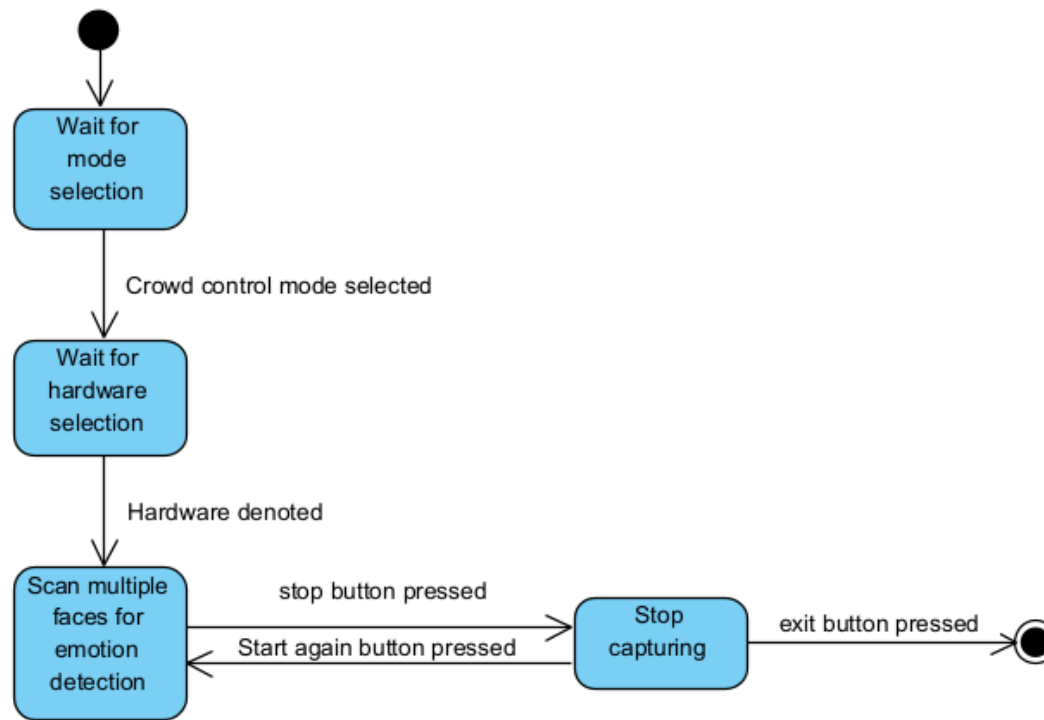 Wait for
mode
selection
Crowd control mode selected
Wait for
hardware
selection
Hardware denoted
Scan multiple
faces for
emotion
detection
stop button pressed
Start again button pressed
Stop
capturing
exit button pressed